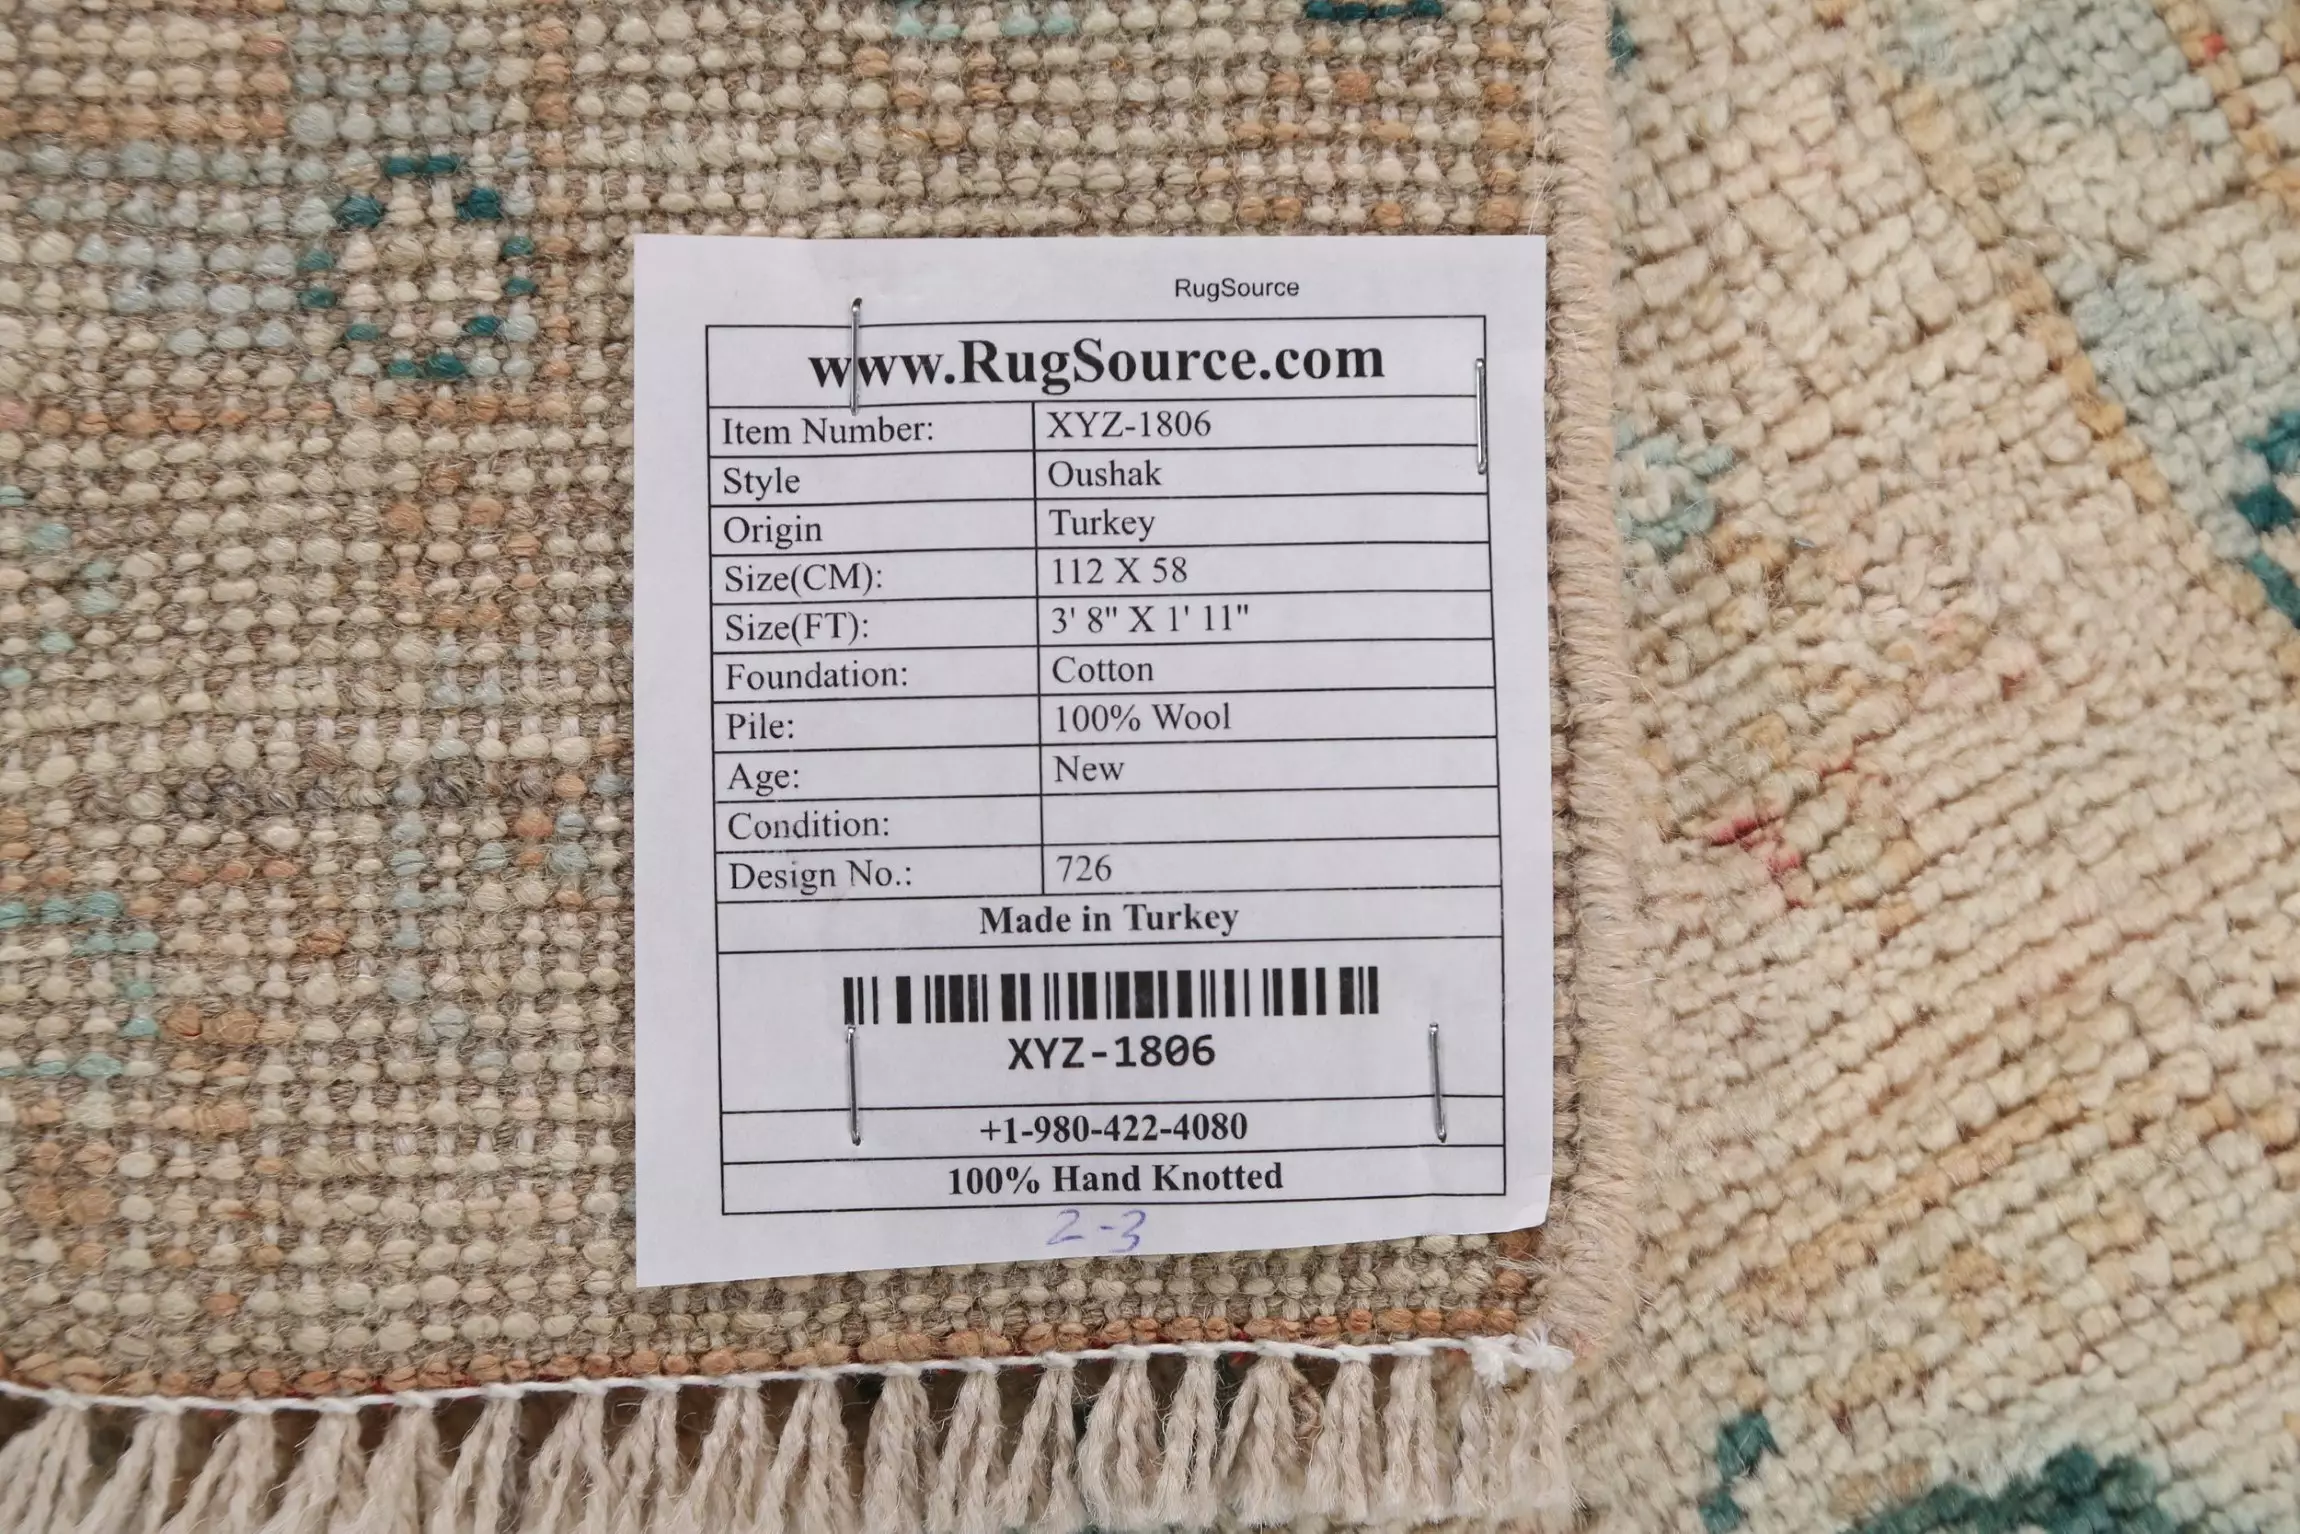 RugSource
www.RugSource.com
Item Number: XYZ-1806
Style Oushak
Origin Turkey
Size(CM): 112 X 58
Size(FT): 3' 8" X 1' 11"
Foundation: Cotton
Pile: 100% Wool
Age: New
Condition:
Design No.: 726
Made in Turkey
XYZ-1806
+1-980-422-4080
100% Hand Knotted
2-3